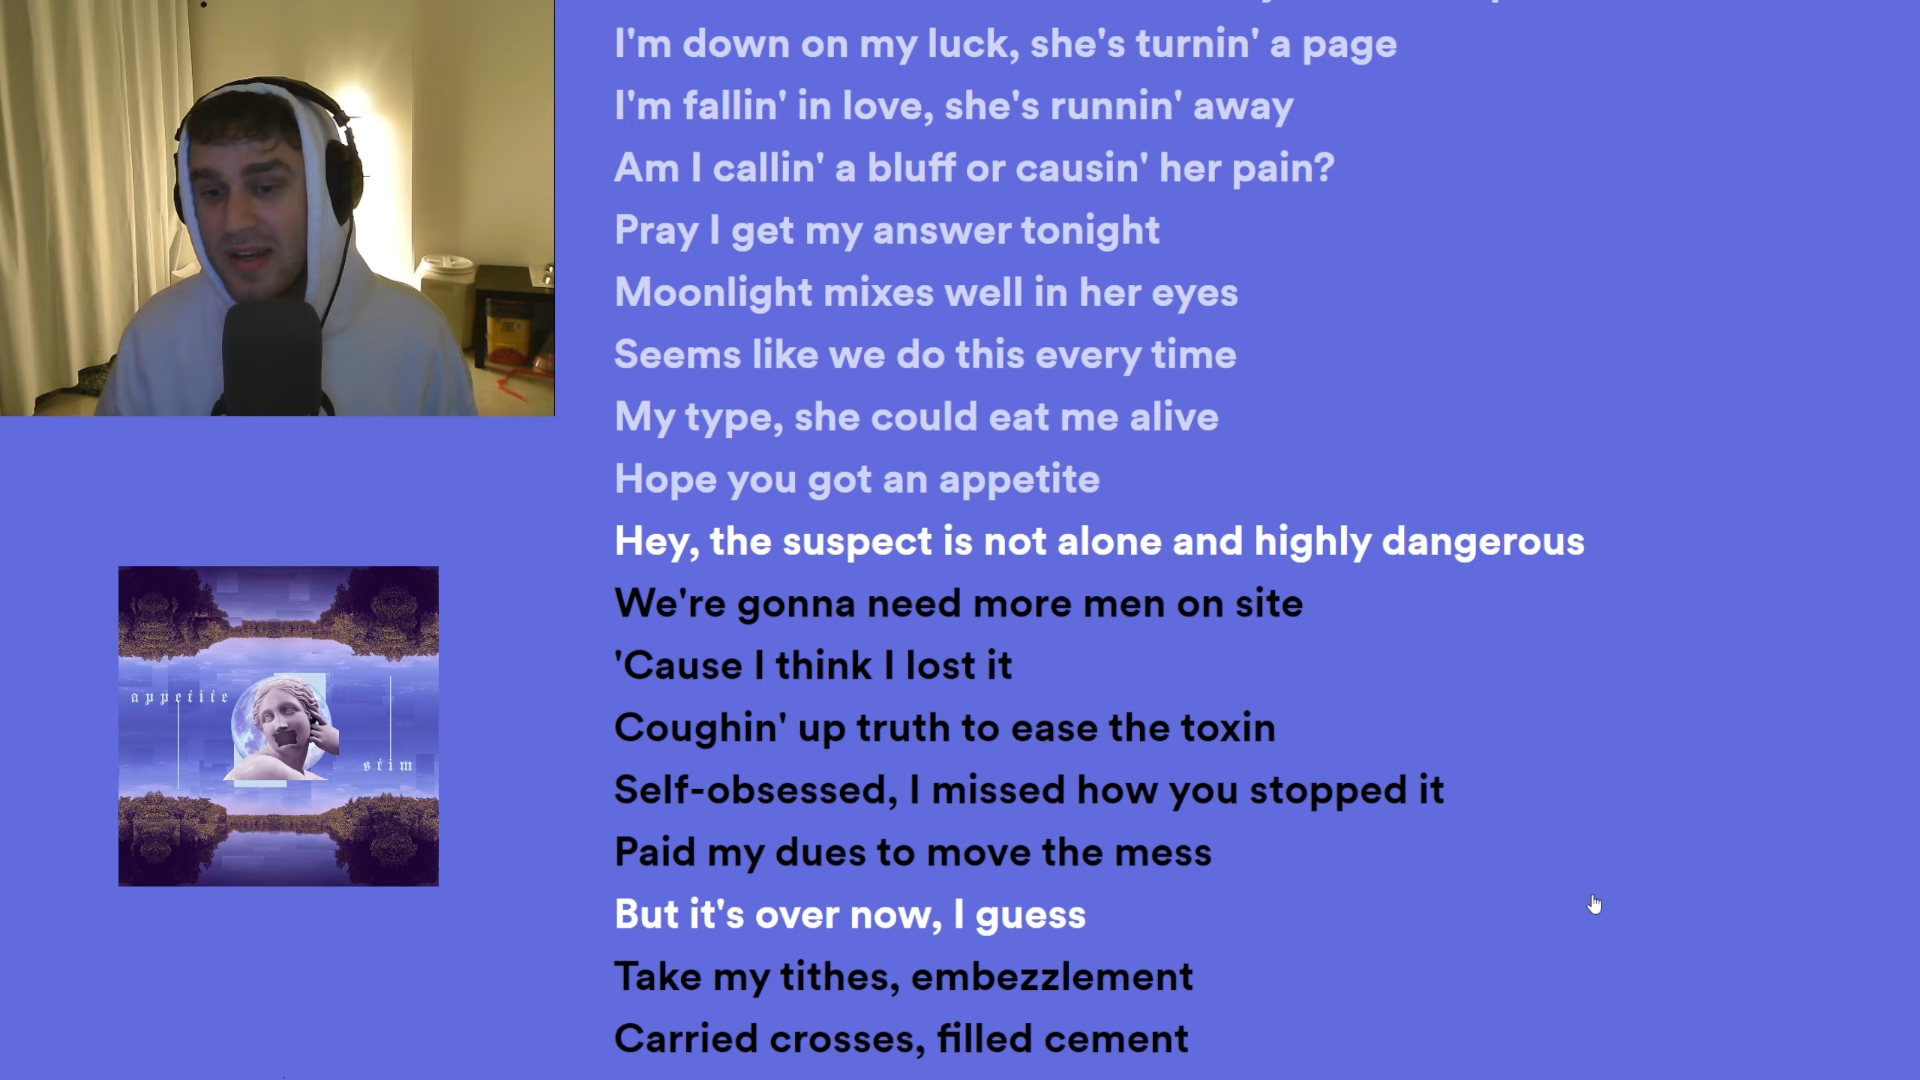 I'm down on my luck, she's turnin' a page
I'm fallin' in love, she's runnin' away
Am I callin' a bluff or causin' her pain?
Pray I get my answer tonight
Moonlight mixes well in her eyes
Seems like we do this every time
My type, she could eat me alive
Hope you got an appetite
Hey, the suspect is not alone and highly dangerous
We're gonna need more men on site
'Cause I think I lost it
Coughin' up truth to ease the toxin
Self-obsessed, I missed how you stopped it
Paid my dues to move the mess
But it's over now, I guess
Take my tithes, embezzlement
Carried crosses, filled cement
appetite
stim